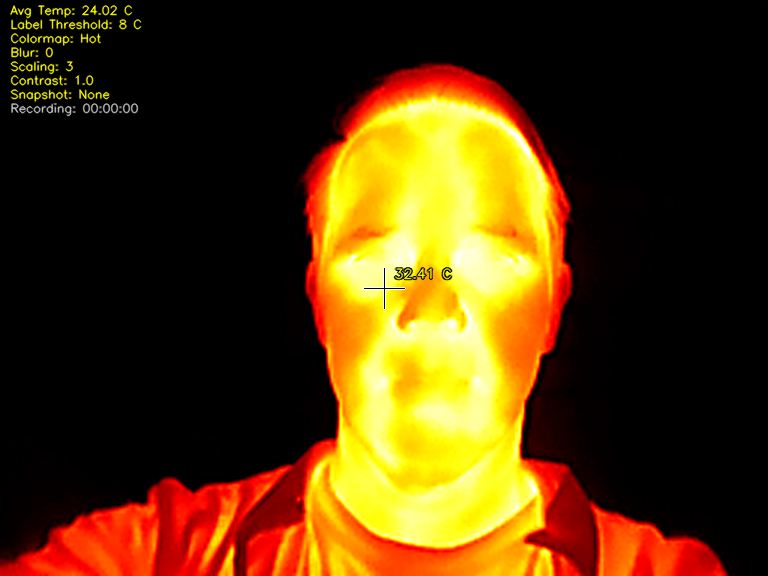 Avg Temp: 24.02 C
Label Threshold: 8 C
Colormap: Hot
Blur: 0
Scaling: 3
Contrast: 1.0
Snapshot: None
Recording: 00:00:00
32.41 C